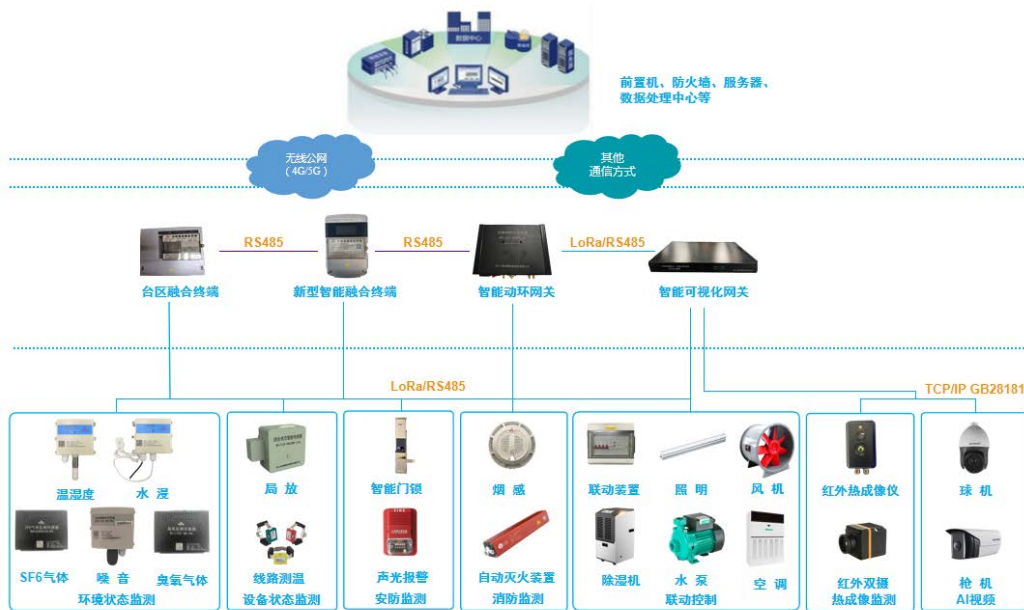 数据中心
前置机、防火墙、服务器、
数据处理中心等
无线公网
（4G/5G）
其他
通信方式
RS485
RS485
LoRa/RS485
台区融合终端
新型智能融合终端
智能动环网关
智能可视化网关
LoRa/RS485
TCP/IP GB28181
温湿度
水 浸
SF6气体
噪 音
臭氧气体
环境状态监测
局 放
线路测温
设备状态监测
智能门锁
声光报警
安防监测
烟感
自动灭火装置
消防监测
联动装置
照 明
风 机
除湿机
水 泵
空 调
联动控制
红外热成像仪
红外双摄
热成像监测
球 机
枪 机
AI视频